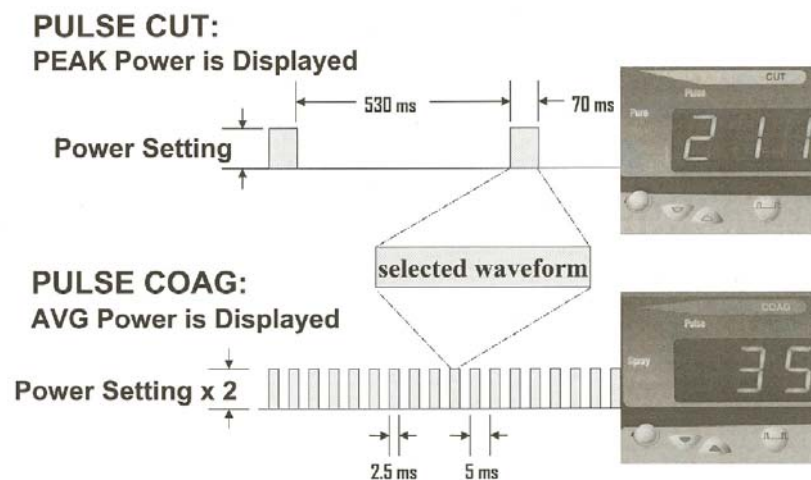 PULSE CUT:
PEAK Power is Displayed
530 ms
70 ms
Power Setting
CUT
Pulse
Pure
211
selected waveform
PULSE COAG:
AVG Power is Displayed
COAG
Pulse
Spray
35
Power Setting x 2
2.5 ms
5 ms